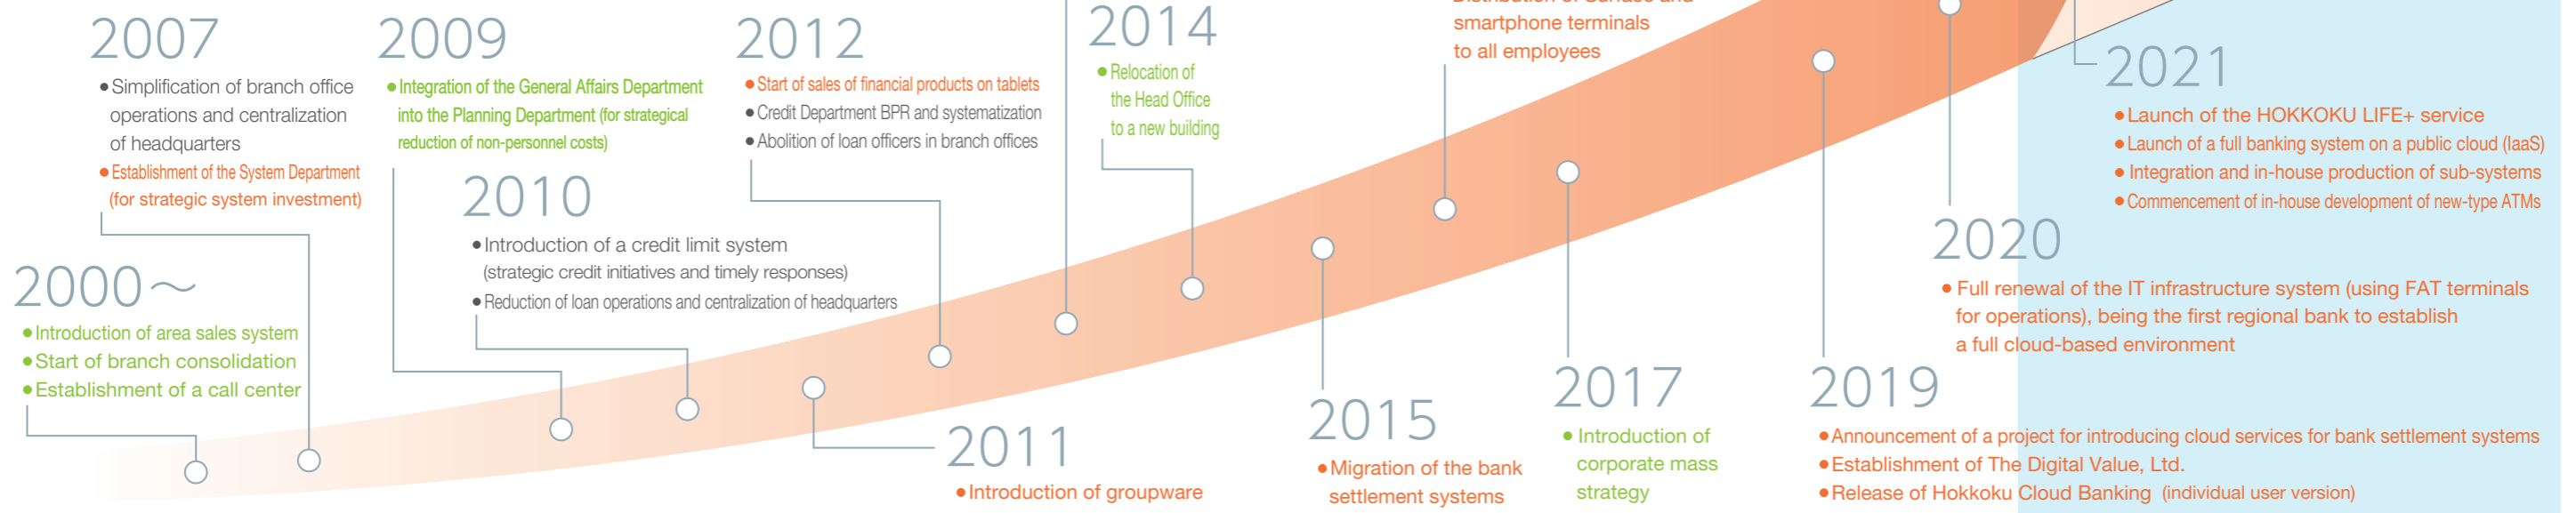 2000～
●Introduction of area sales system
●Start of branch consolidation
●Establishment of a call center
2007
●Simplification of branch office
operations and centralization
of headquarters
●Establishment of the System Department
(for strategic system investment)
2009
●Integration of the General Affairs Department
into the Planning Department (for strategical
reduction of non-personnel costs)
2010
●Introduction of a credit limit system
(strategic credit initiatives and timely responses)
●Reduction of loan operations and centralization of headquarters
2011
●Introduction of groupware
2012
●Start of sales of financial products on tablets
●Credit Department BPR and systematization
●Abolition of loan officers in branch offices
2014
●Relocation of
the Head Office
to a new building
2015
●Migration of the bank
settlement systems
smartphone terminals
to all employees
2017
●Introduction of
corporate mass
strategy
2019
●Announcement of a project for introducing cloud services for bank settlement systems
●Establishment of The Digital Value, Ltd.
●Release of Hokkoku Cloud Banking (individual user version)
2020
●Full renewal of the IT infrastructure system (using FAT terminals
for operations), being the first regional bank to establish
a full cloud-based environment
2021
●Launch of the HOKKOKU LIFE+ service
●Launch of a full banking system on a public cloud (IaaS)
●Integration and in-house production of sub-systems
●Commencement of in-house development of new-type ATMs